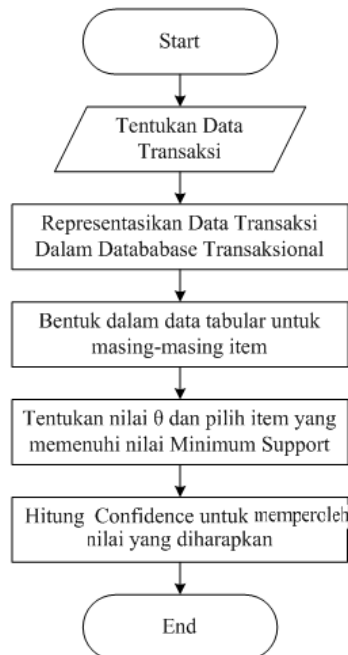 Start
Tentukan Data
Transaksi
Representasikan Data Transaksi
Dalam Datababase Transaksional
Bentuk dalam data tabular untuk
masing-masing item
Tentukan nilai θ dan pilih item yang
memenuhi nilai Minimum Support
Hitung Confidence untuk memperoleh
nilai yang diharapkan
End